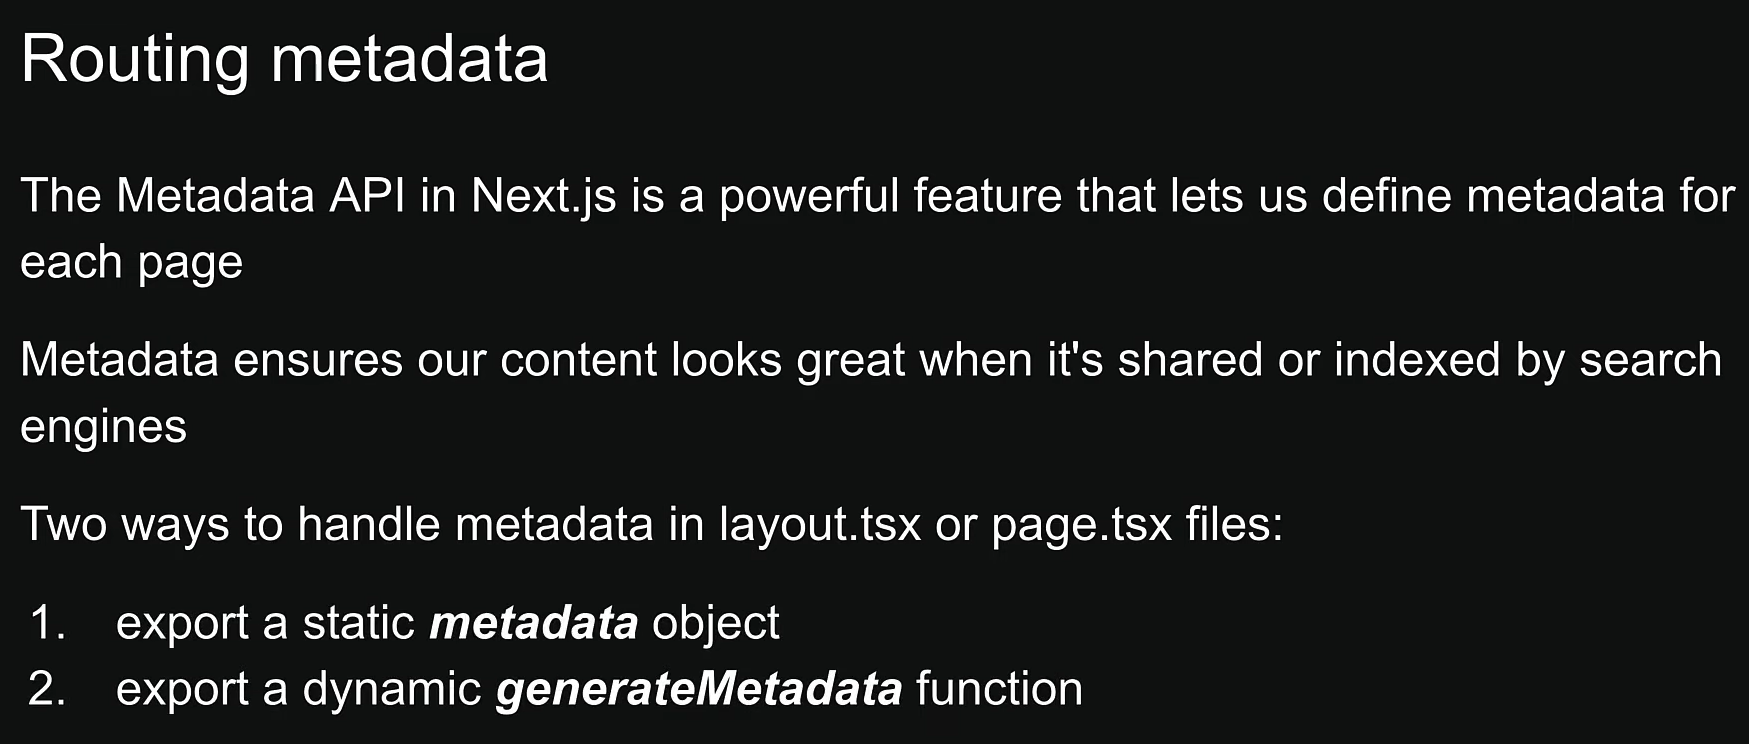 Routing metadata
The Metadata API in Next.js is a powerful feature that lets us define metadata for
each page
Metadata ensures our content looks great when it's shared or indexed by search
engines
Two ways to handle metadata in layout.tsx or page.tsx files:
1. export a static metadata object
2. export a dynamic generateMetadata function